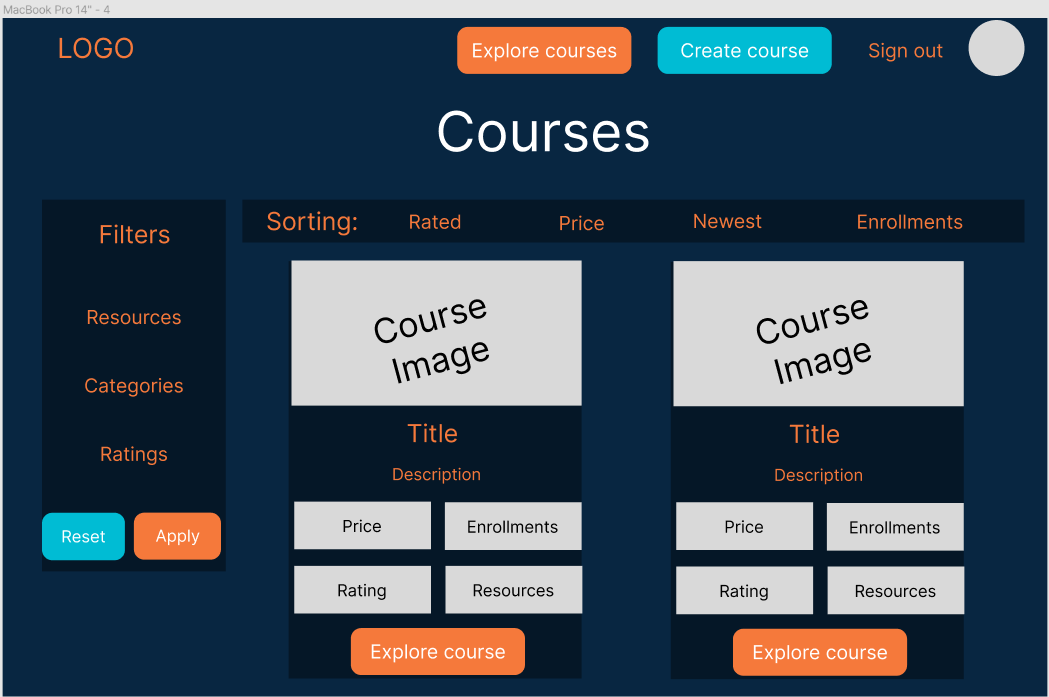 MacBook Pro 14" - 4
LOGO
Explore courses
Create course
Sign out
Courses
Filters
Resources
Categories
Ratings
Reset
Apply
Sorting:
Rated
Price
Newest
Enrollments
Course
Image
Title
Description
Price
Enrollments
Rating
Resources
Explore course
Course
Image
Title
Description
Price
Enrollments
Rating
Resources
Explore course